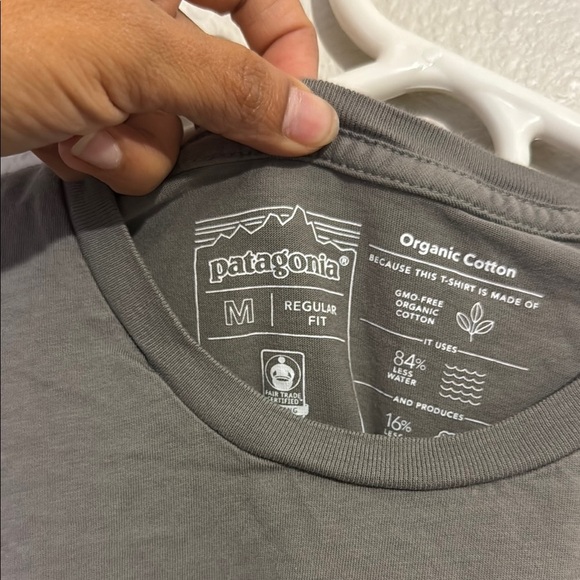 patagonia®
M
REGULAR
FIT
FAIR TRADE
CERTIFIED™
Organic Cotton
BECAUSE THIS T-SHIRT IS MADE OF
GMO-FREE
ORGANIC
COTTON
IT USES
84%
LESS
WATER
AND PRODUCES
16%